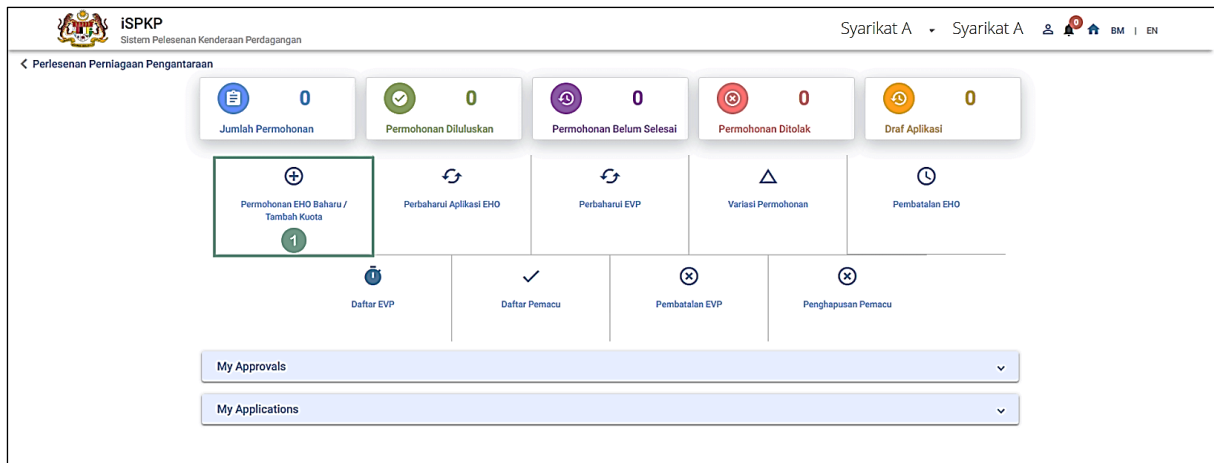 iSPKP
Sistem Pelesenan Kenderaan Perdagangan
Syarikat A
Syarikat A
0
BM | EN
Perlesenan Perniagaan Pengantaraan
0
Jumlah Permohonan
0
Permohonan Diluluskan
0
Permohonan Belum Selesai
0
Permohonan Ditolak
0
Draf Aplikasi
Permohonan EHO Baharu /
Tambah Kuota
1
Perbaharui Aplikasi EHO
Perbaharui EVP
Variasi Permohonan
Pembatalan EHO
Daftar EVP
Daftar Pemacu
Pembatalan EVP
Penghapusan Pemacu
My Approvals
My Applications